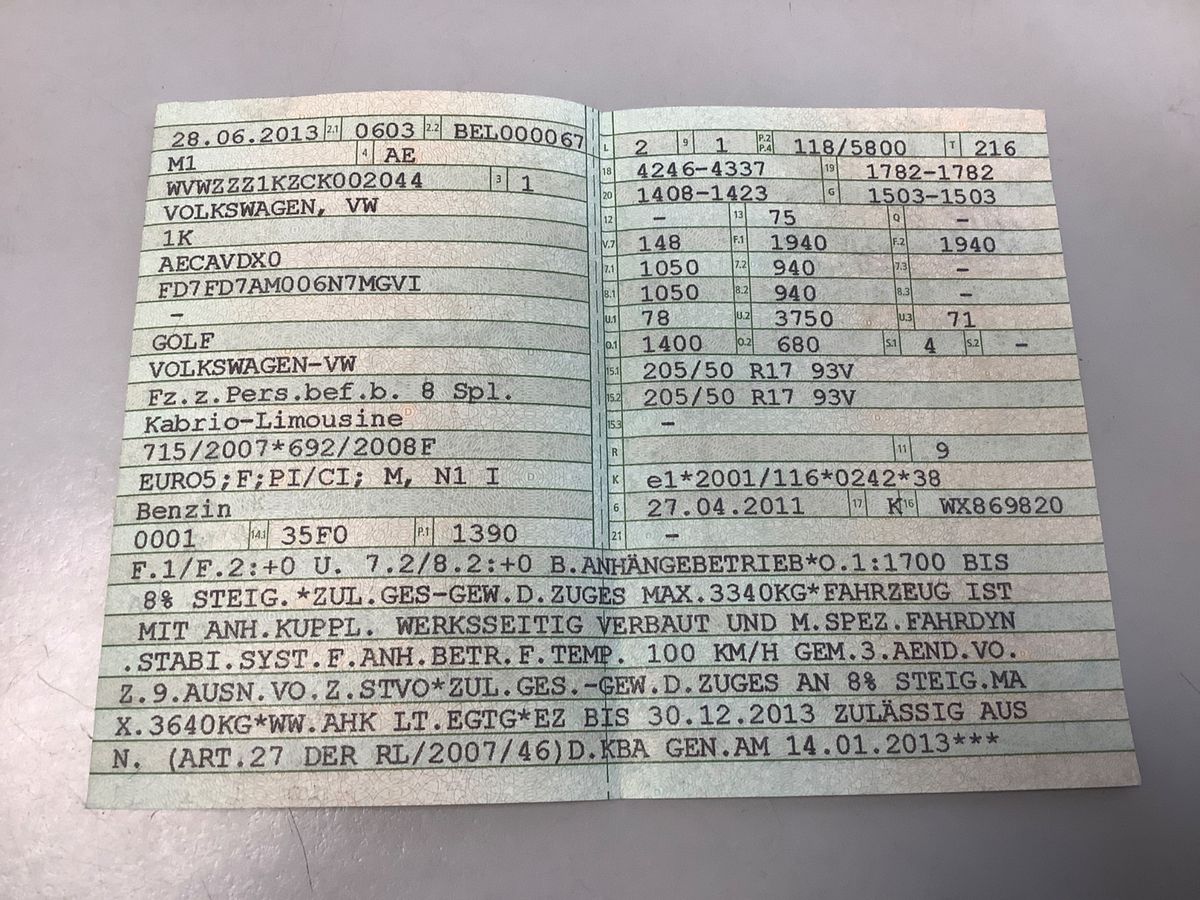 28.06.2013 2.1 0603 2.2 BEL000067
M1 4 AE
WVWZZZ1KZCK002044 3 1
VOLKSWAGEN, VW
1K
AECAVDX0
FD7FD7AM006N7MGVI
–
GOLF
VOLKSWAGEN-VW
Fz.z.Pers.bef.b. 8 Spl.
Kabrio-Limousine
715/2007*692/2008F
EURO5;F;PI/CI; M, N1 I
Benzin
0001 14.1 35F0 P.1 1390
L 2 9 1 P.2 P.4 118/5800 T 216
18 4246-4337 19 1782-1782
20 1408-1423 G 1503-1503
12 – 13 75 Q –
V.7 148 F.1 1940 F.2 1940
7.1 1050 7.2 940 7.3 –
8.1 1050 8.2 940 8.3 –
U.1 78 U.2 3750 U.3 71
O.1 1400 O.2 680 S.1 4 S.2 –
15.1 205/50 R17 93V
15.2 205/50 R17 93V
15.3 –
R 11 9
K e1*2001/116*0242*38
6 27.04.2011 17 K 16 WX869820
21 –
F.1/F.2:+0 U. 7.2/8.2:+0 B.ANHÄNGEBETRIEB*O.1:1700 BIS
8% STEIG.*ZUL.GES-GEW.D.ZUGES MAX.3340KG*FAHRZEUG IST
MIT ANH.KUPPL. WERKSSEITIG VERBAUT UND M.SPEZ.FAHRDYN
.STABI.SYST.F.ANH.BETR.F.TEMP. 100 KM/H GEM.3.AEND.VO.
Z.9.AUSN.VO.Z.STVO*ZUL.GES.-GEW.D.ZUGES AN 8% STEIG.MA
X.3640KG*WW.AHK LT.EGTG*EZ BIS 30.12.2013 ZULÄSSIG AUS
N. (ART.27 DER RL/2007/46)D.KBA GEN.AM 14.01.2013***